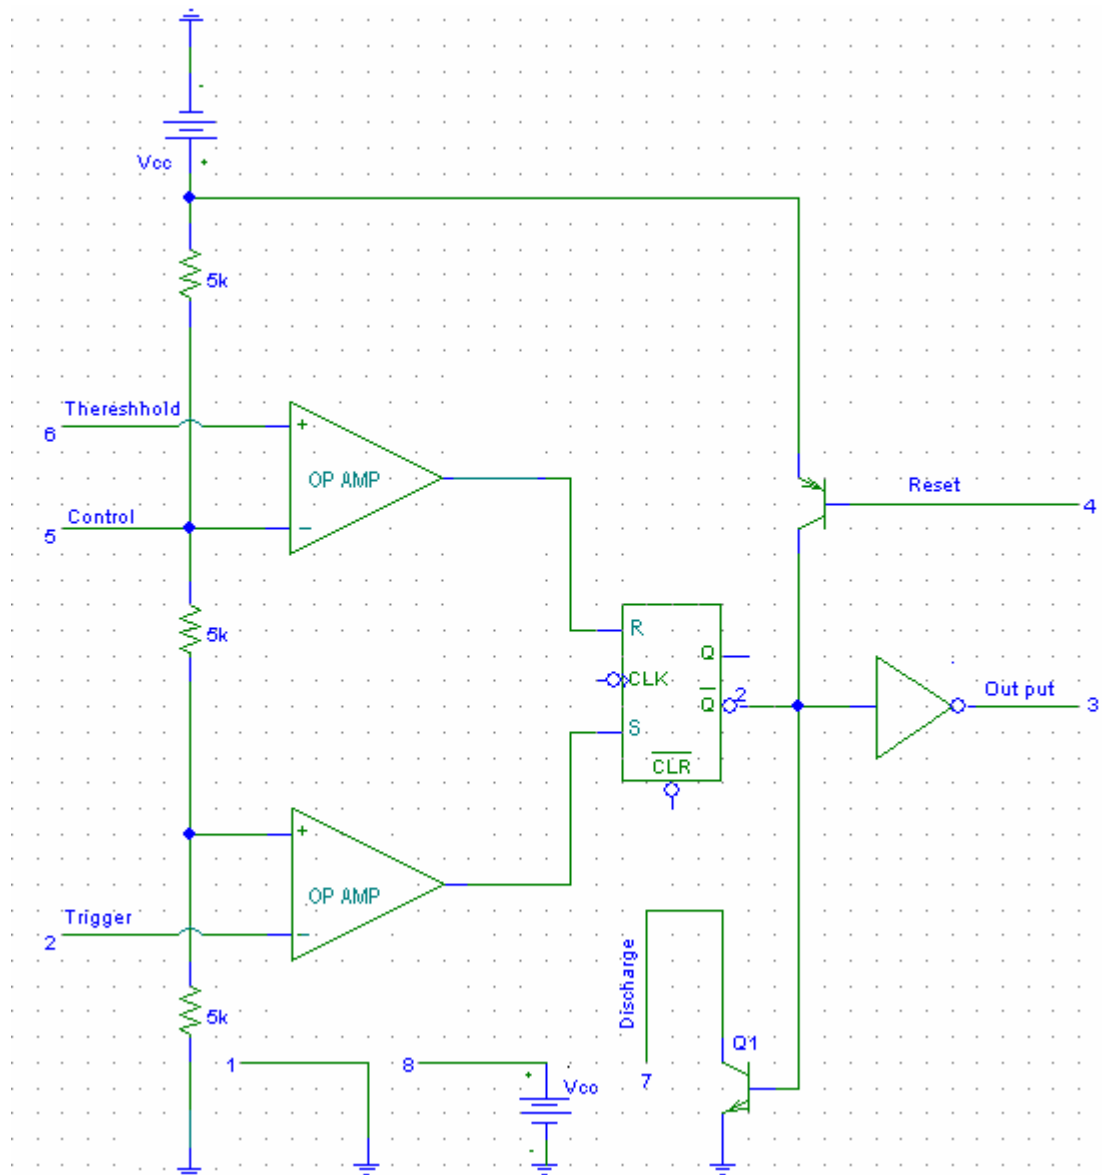 -
Vcc +
5k
Thereshhold
6
+
OP AMP
Reset
4
Control
5
-
R
5k
Q
CLK
Q 2
Out put
3
S
CLR
+
OP AMP
Trigger
2
-
Discharge
5k
1
8
+
Vcc
-
7
Q1